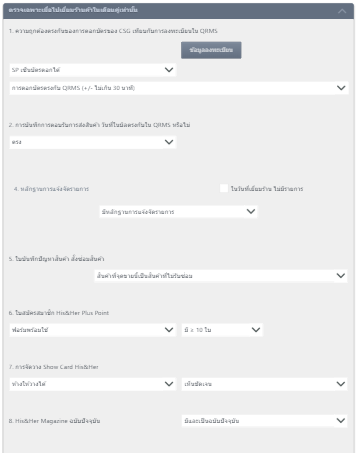 ตรวจเฉพาะเมื่อไปเยี่ยมร้านค้าในเดือนคู่เท่านั้น
1. ความถูกต้องตรงกันของการตอกบัตรของ CSG เทียบกับการลงทะเบียนใน QRMS
ข้อมูลลงทะเบียน
SP เซ็นบัตรตอกได้
การตอกบัตรตรงกับ QRMS (+/- ไม่เกิน 30 นาที)
2. การบันทึกการตอบรับการส่งสินค้า วันที่ในบิลตรงกับใน QRMS หรือไม่
ตรง
4. หลักฐานการแจ้งจัดรายการ
ในวันที่เยี่ยมร้าน ไม่มีรายการ
มีหลักฐานการแจ้งจัดรายการ
5. ใบบันทึกปัญหาสินค้า สั่งซ่อมสินค้า
สินค้าที่จุดขายนี้เป็นสินค้าที่ไม่รับซ่อม
6. ใบสมัครสมาชิก His&Her Plus Point
ฟอร์มพร้อมใช้
มี ≥ 10 ใบ
7. การจัดวาง Show Card His&Her
ห้างให้วางได้
เห็นชัดเจน
8. His&Her Magazine ฉบับปัจจุบัน
มีและเป็นฉบับปัจจุบัน